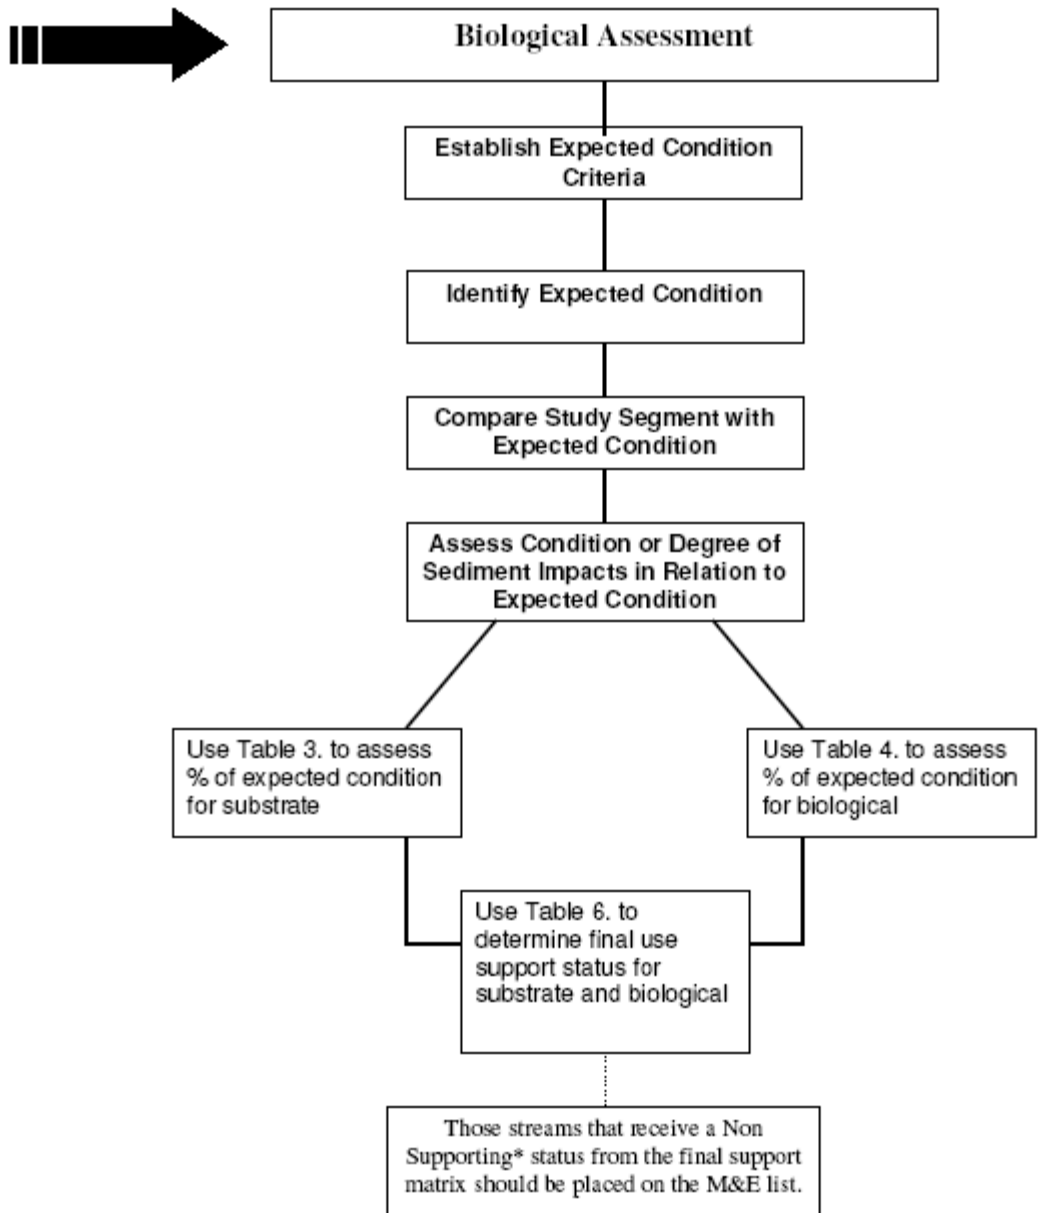 Biological Assessment
Establish Expected Condition
Criteria
Identify Expected Condition
Compare Study Segment with
Expected Condition
Assess Condition or Degree of
Sediment Impacts in Relation to
Expected Condition
Use Table 3. to assess
% of expected condition
for substrate
Use Table 4. to assess
% of expected condition
for biological
Use Table 6. to
determine final use
support status for
substrate and biological
Those streams that receive a Non
Supporting* status from the final support
matrix should be placed on the M&E list.